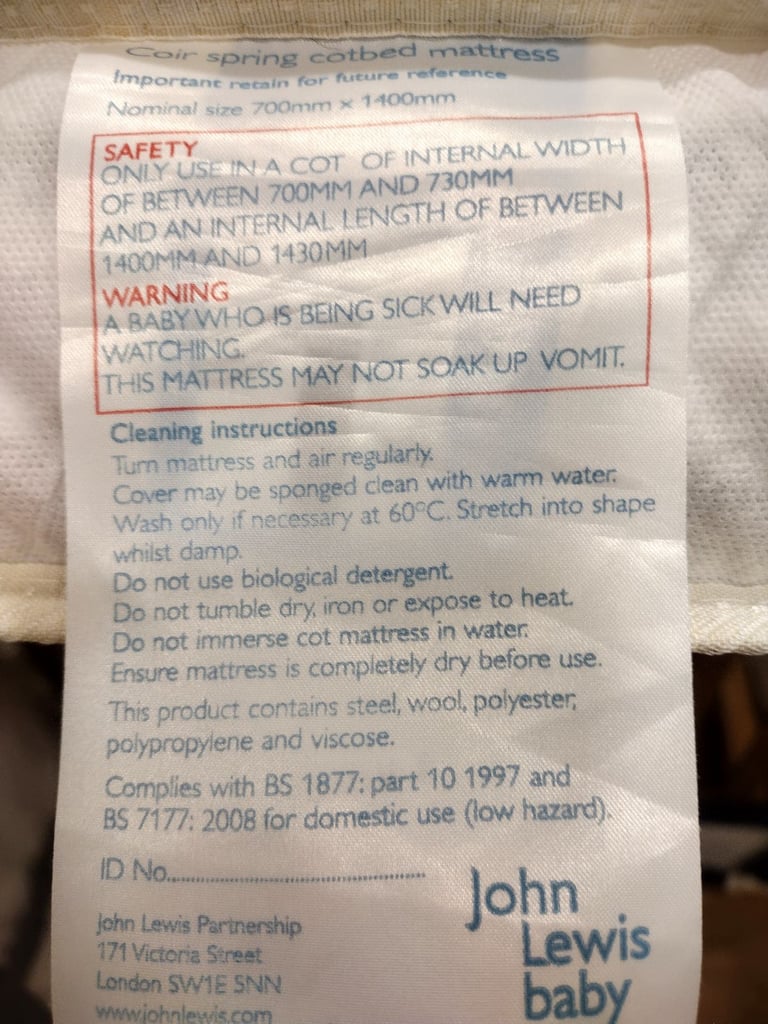 Coir spring cotbed mattress
Important retain for future reference
Nominal size 700mm x 1400mm
SAFETY
ONLY USE IN A COT OF INTERNAL WIDTH
OF BETWEEN 700MM AND 730MM
AND AN INTERNAL LENGTH OF BETWEEN
1400MM AND 1430MM
WARNING
A BABY WHO IS BEING SICK WILL NEED
WATCHING.
THIS MATTRESS MAY NOT SOAK UP VOMIT.
Cleaning instructions
Turn mattress and air regularly.
Cover may be sponged clean with warm water.
Wash only if necessary at 60°C. Stretch into shape
whilst damp.
Do not use biological detergent.
Do not tumble dry, iron or expose to heat.
Do not immerse cot mattress in water.
Ensure mattress is completely dry before use.
This product contains steel, wool, polyester,
polypropylene and viscose.
Complies with BS 1877: part 10 1997 and
BS 7177: 2008 for domestic use (low hazard).
ID No..........................................
John Lewis Partnership
171 Victoria Street
London SW1E 5NN
www.johnlewis.com
John
Lewis
baby